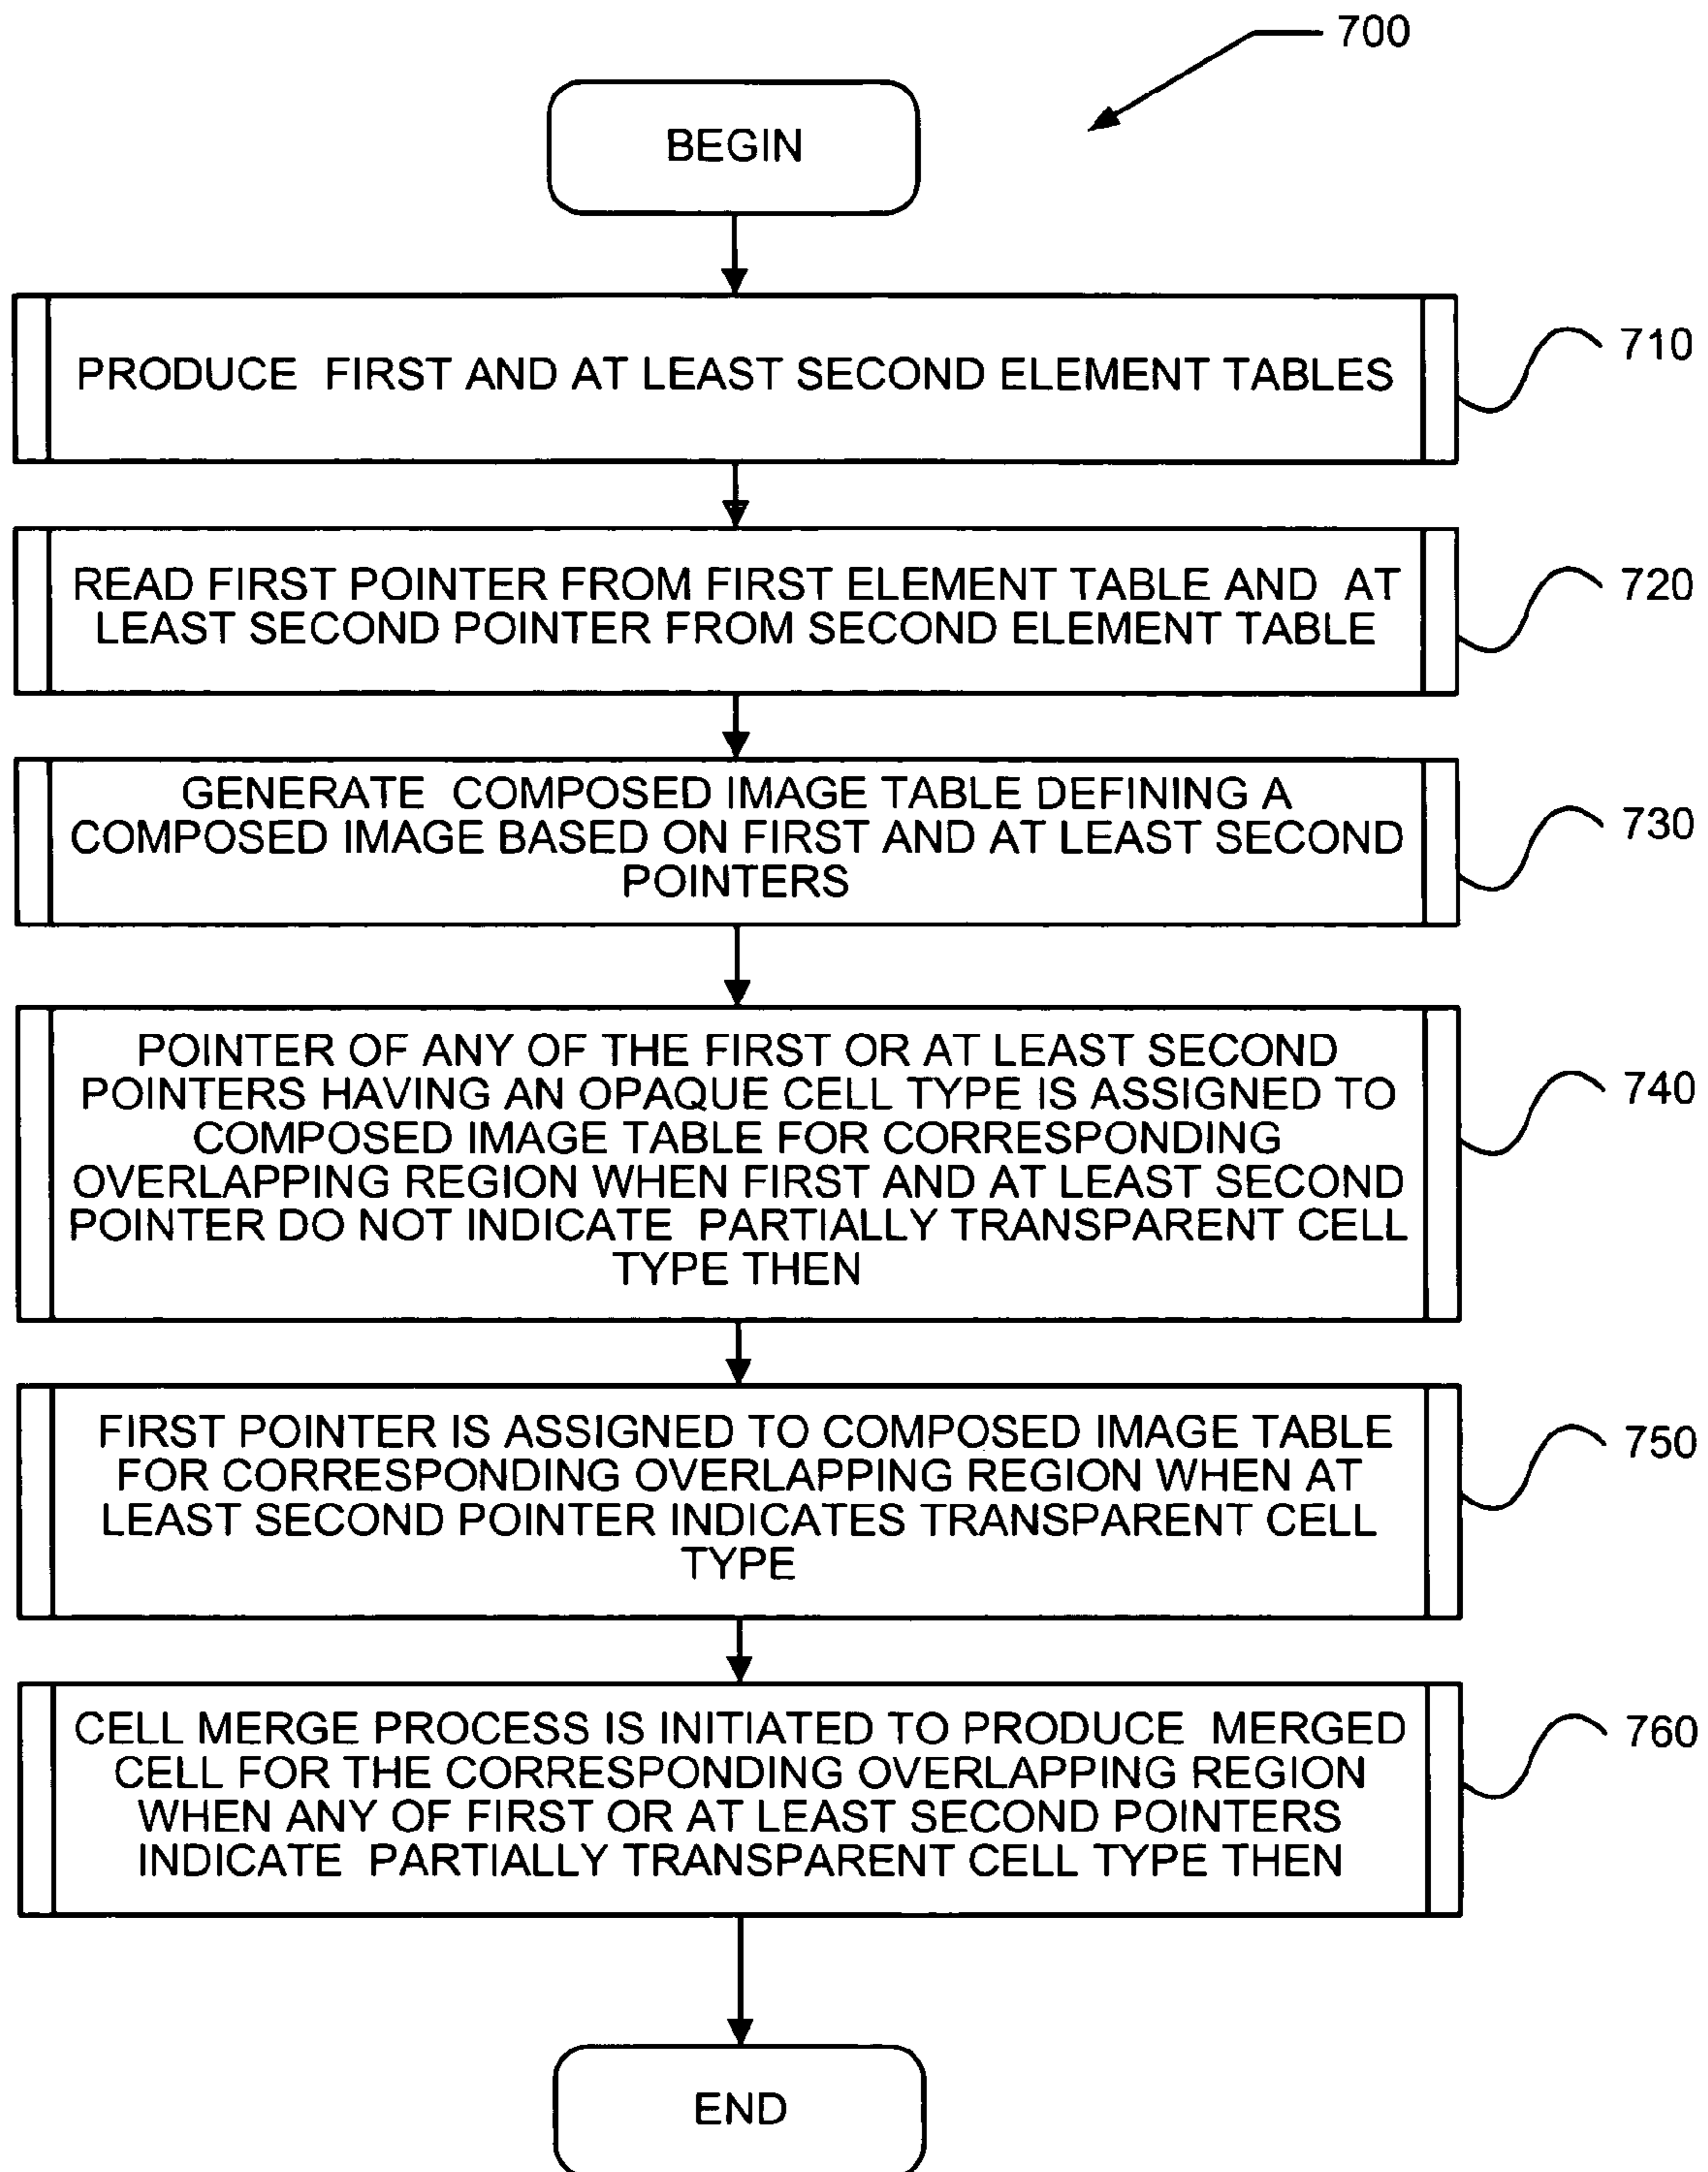 700
BEGIN
PRODUCE FIRST AND AT LEAST SECOND ELEMENT TABLES
710
READ FIRST POINTER FROM FIRST ELEMENT TABLE AND AT
LEAST SECOND POINTER FROM SECOND ELEMENT TABLE
720
GENERATE COMPOSED IMAGE TABLE DEFINING A
COMPOSED IMAGE BASED ON FIRST AND AT LEAST SECOND
POINTERS
730
POINTER OF ANY OF THE FIRST OR AT LEAST SECOND
POINTERS HAVING AN OPAQUE CELL TYPE IS ASSIGNED TO
COMPOSED IMAGE TABLE FOR CORRESPONDING
OVERLAPPING REGION WHEN FIRST AND AT LEAST SECOND
POINTER DO NOT INDICATE PARTIALLY TRANSPARENT CELL
TYPE THEN
740
FIRST POINTER IS ASSIGNED TO COMPOSED IMAGE TABLE
FOR CORRESPONDING OVERLAPPING REGION WHEN AT
LEAST SECOND POINTER INDICATES TRANSPARENT CELL
TYPE
750
CELL MERGE PROCESS IS INITIATED TO PRODUCE MERGED
CELL FOR THE CORRESPONDING OVERLAPPING REGION
WHEN ANY OF FIRST OR AT LEAST SECOND POINTERS
INDICATE PARTIALLY TRANSPARENT CELL TYPE THEN
760
END